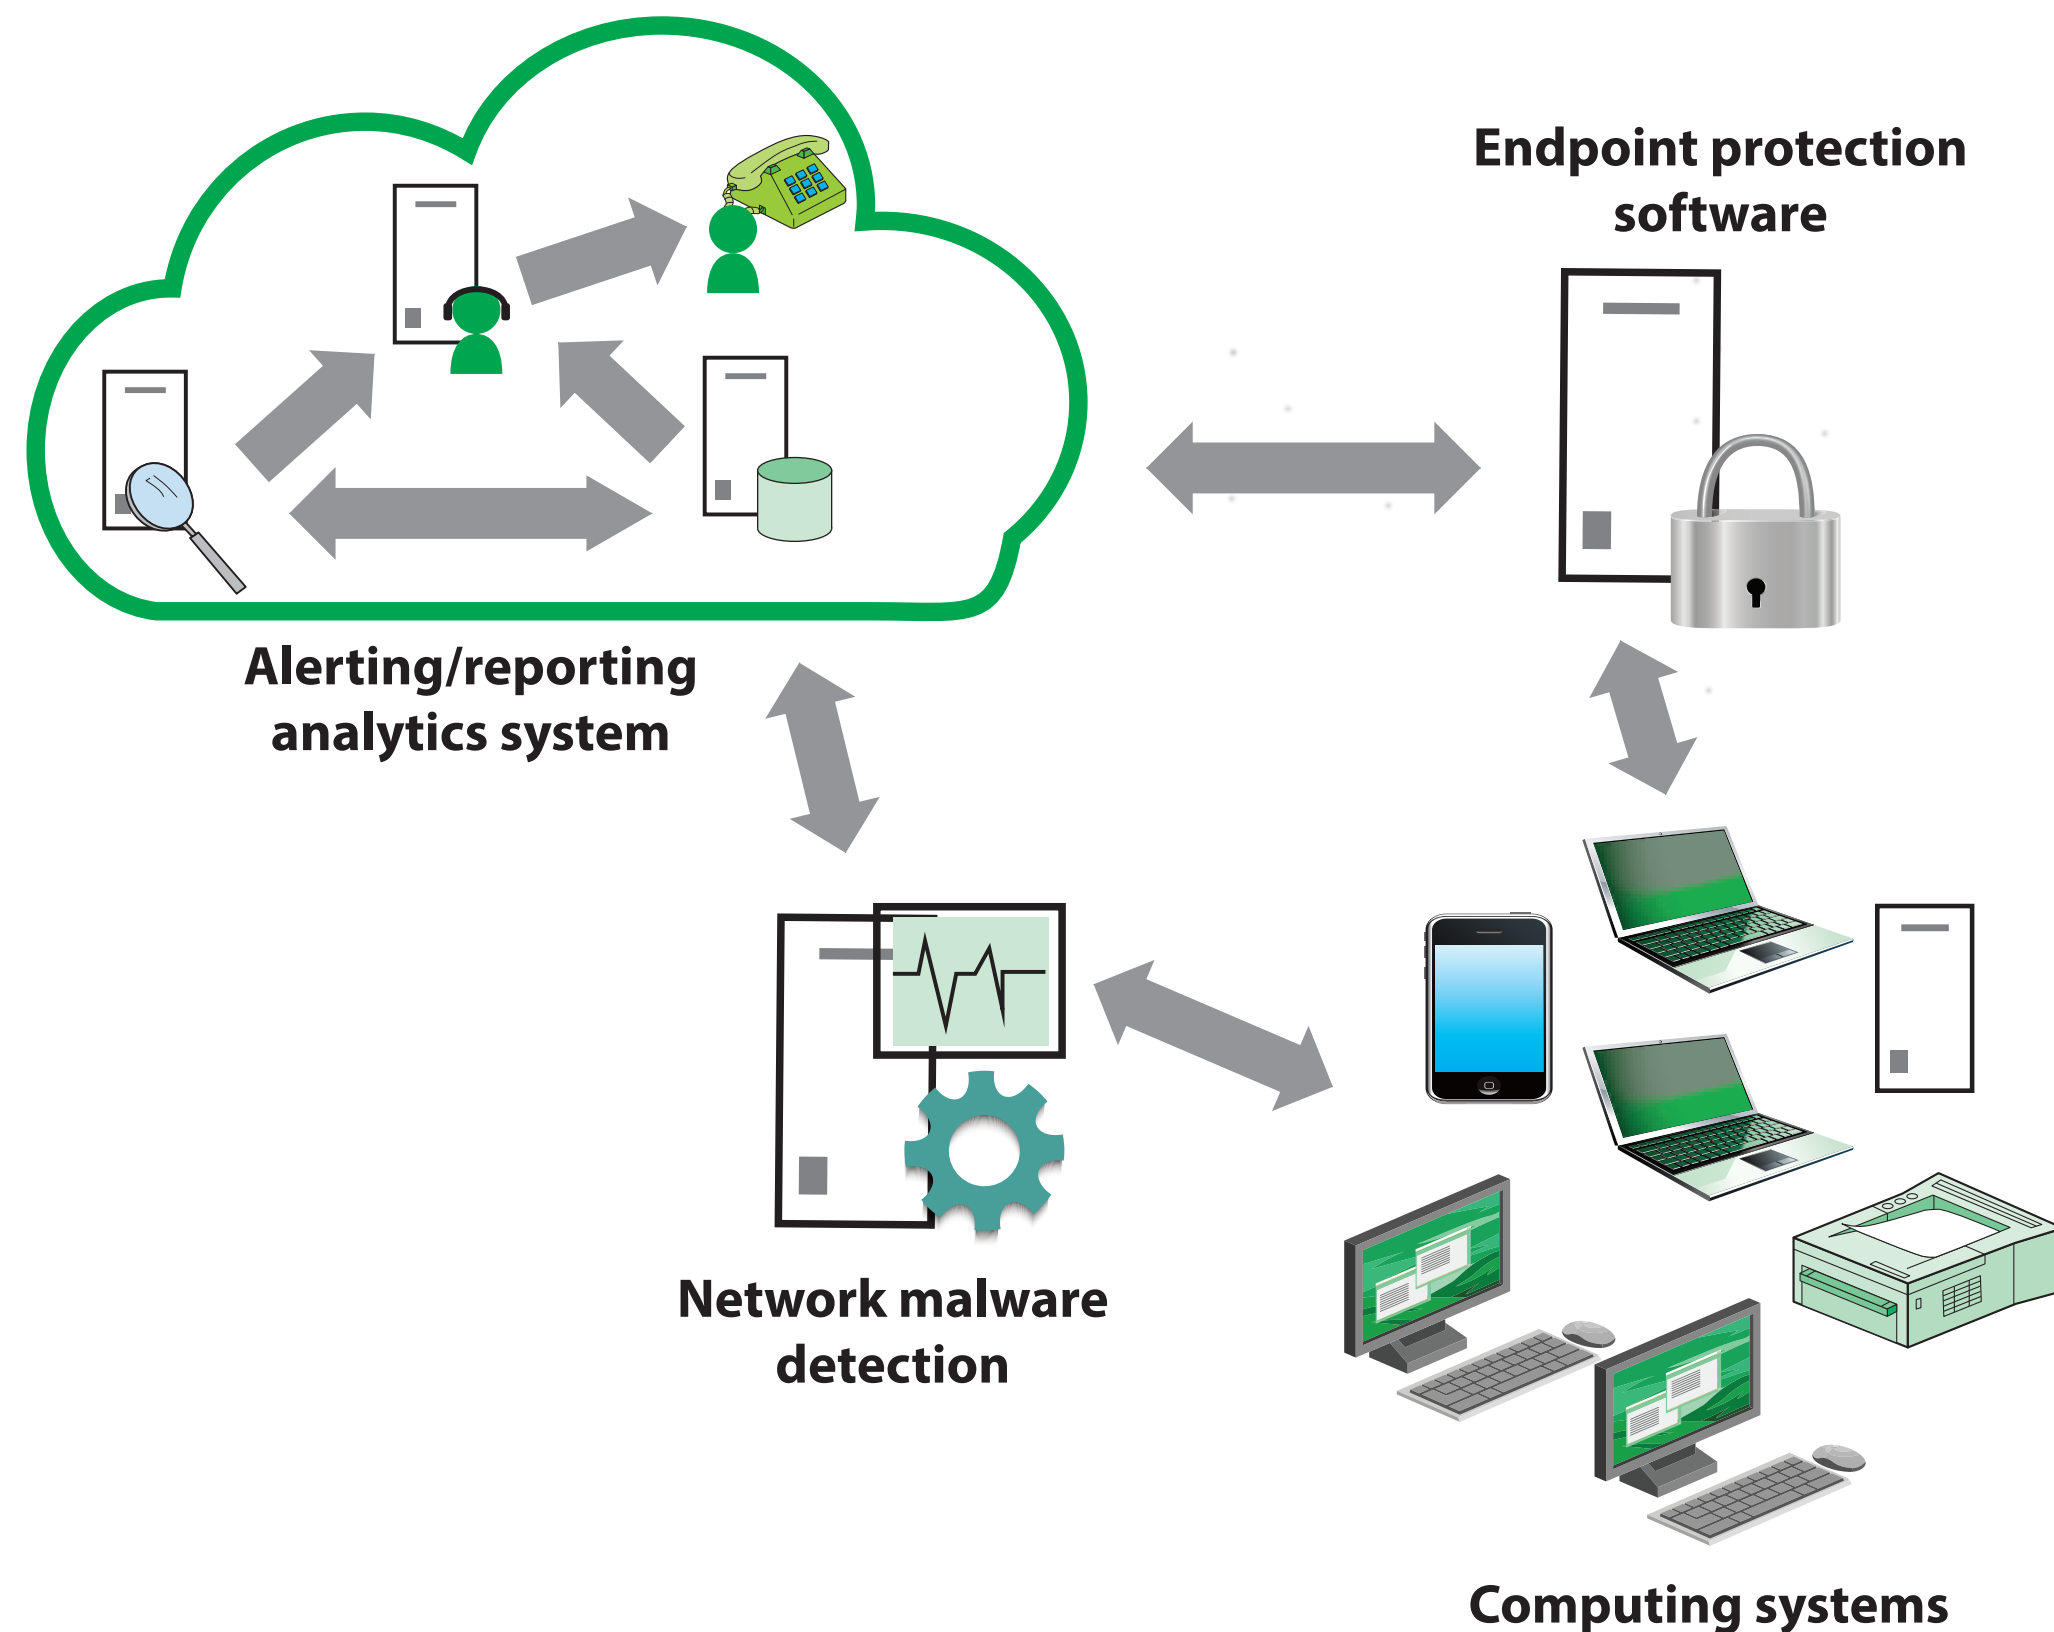 Endpoint protection
software
Alerting/reporting
analytics system
Network malware
detection
Computing systems